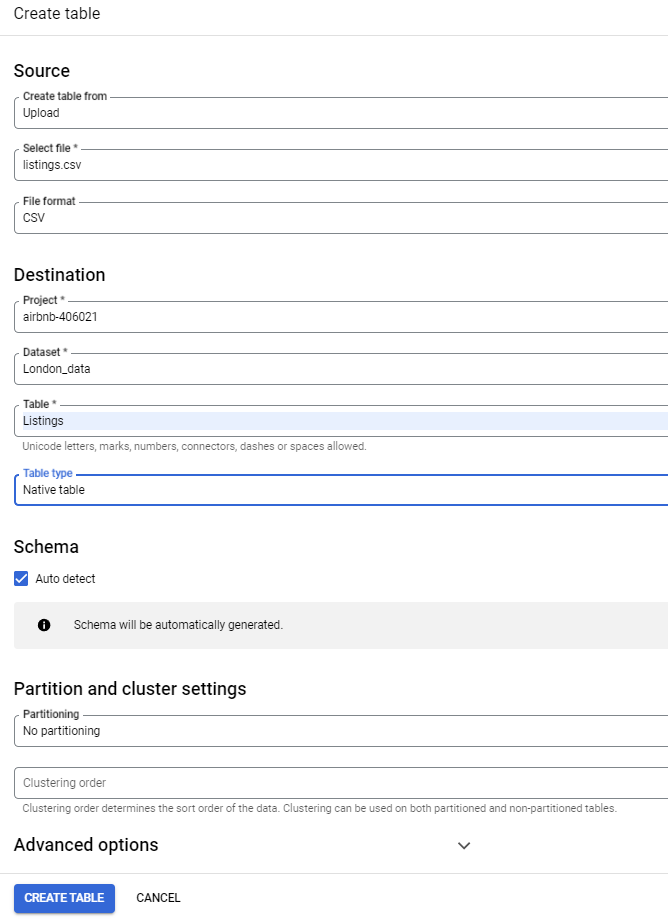 Create table
Source
Create table from
Upload
Select file *
listings.csv
File format
CSV
Destination
Project *
airbnb-406021
Dataset *
London_data
Table *
Listings
Unicode letters, marks, numbers, connectors, dashes or spaces allowed.
Table type
Native table
Schema
Auto detect
Schema will be automatically generated.
Partition and cluster settings
Partitioning
No partitioning
Clustering order
Clustering order determines the sort order of the data. Clustering can be used on both partitioned and non-partitioned tables.
Advanced options
CREATE TABLE CANCEL